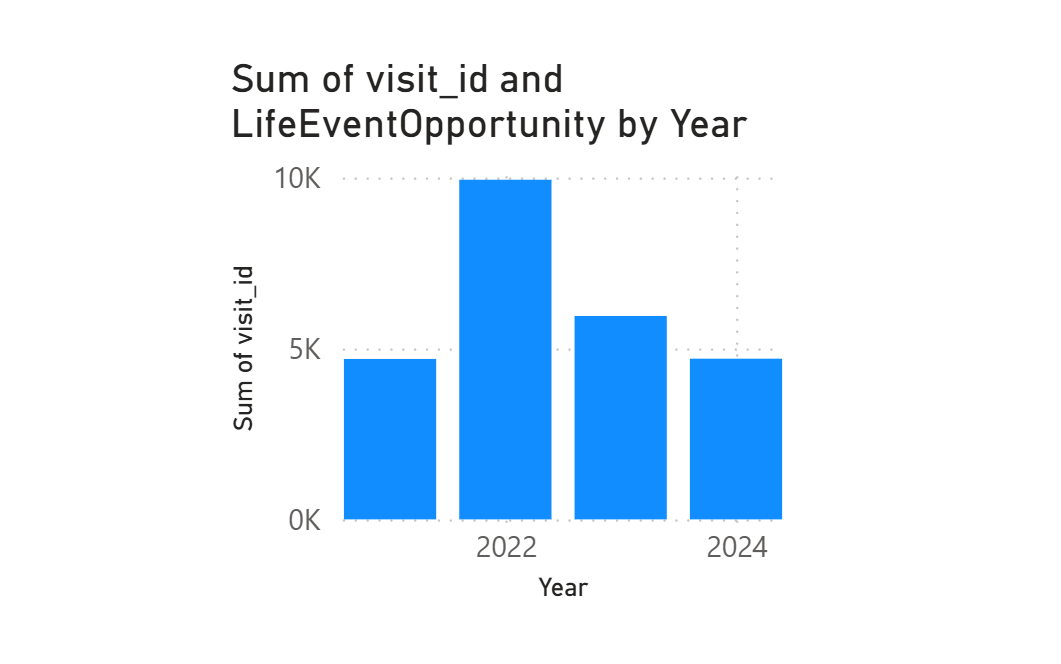 Sum of visit_id and
LifeEventOpportunity by Year
10K
5K
0K
Sum of visit_id
2022
2024
Year